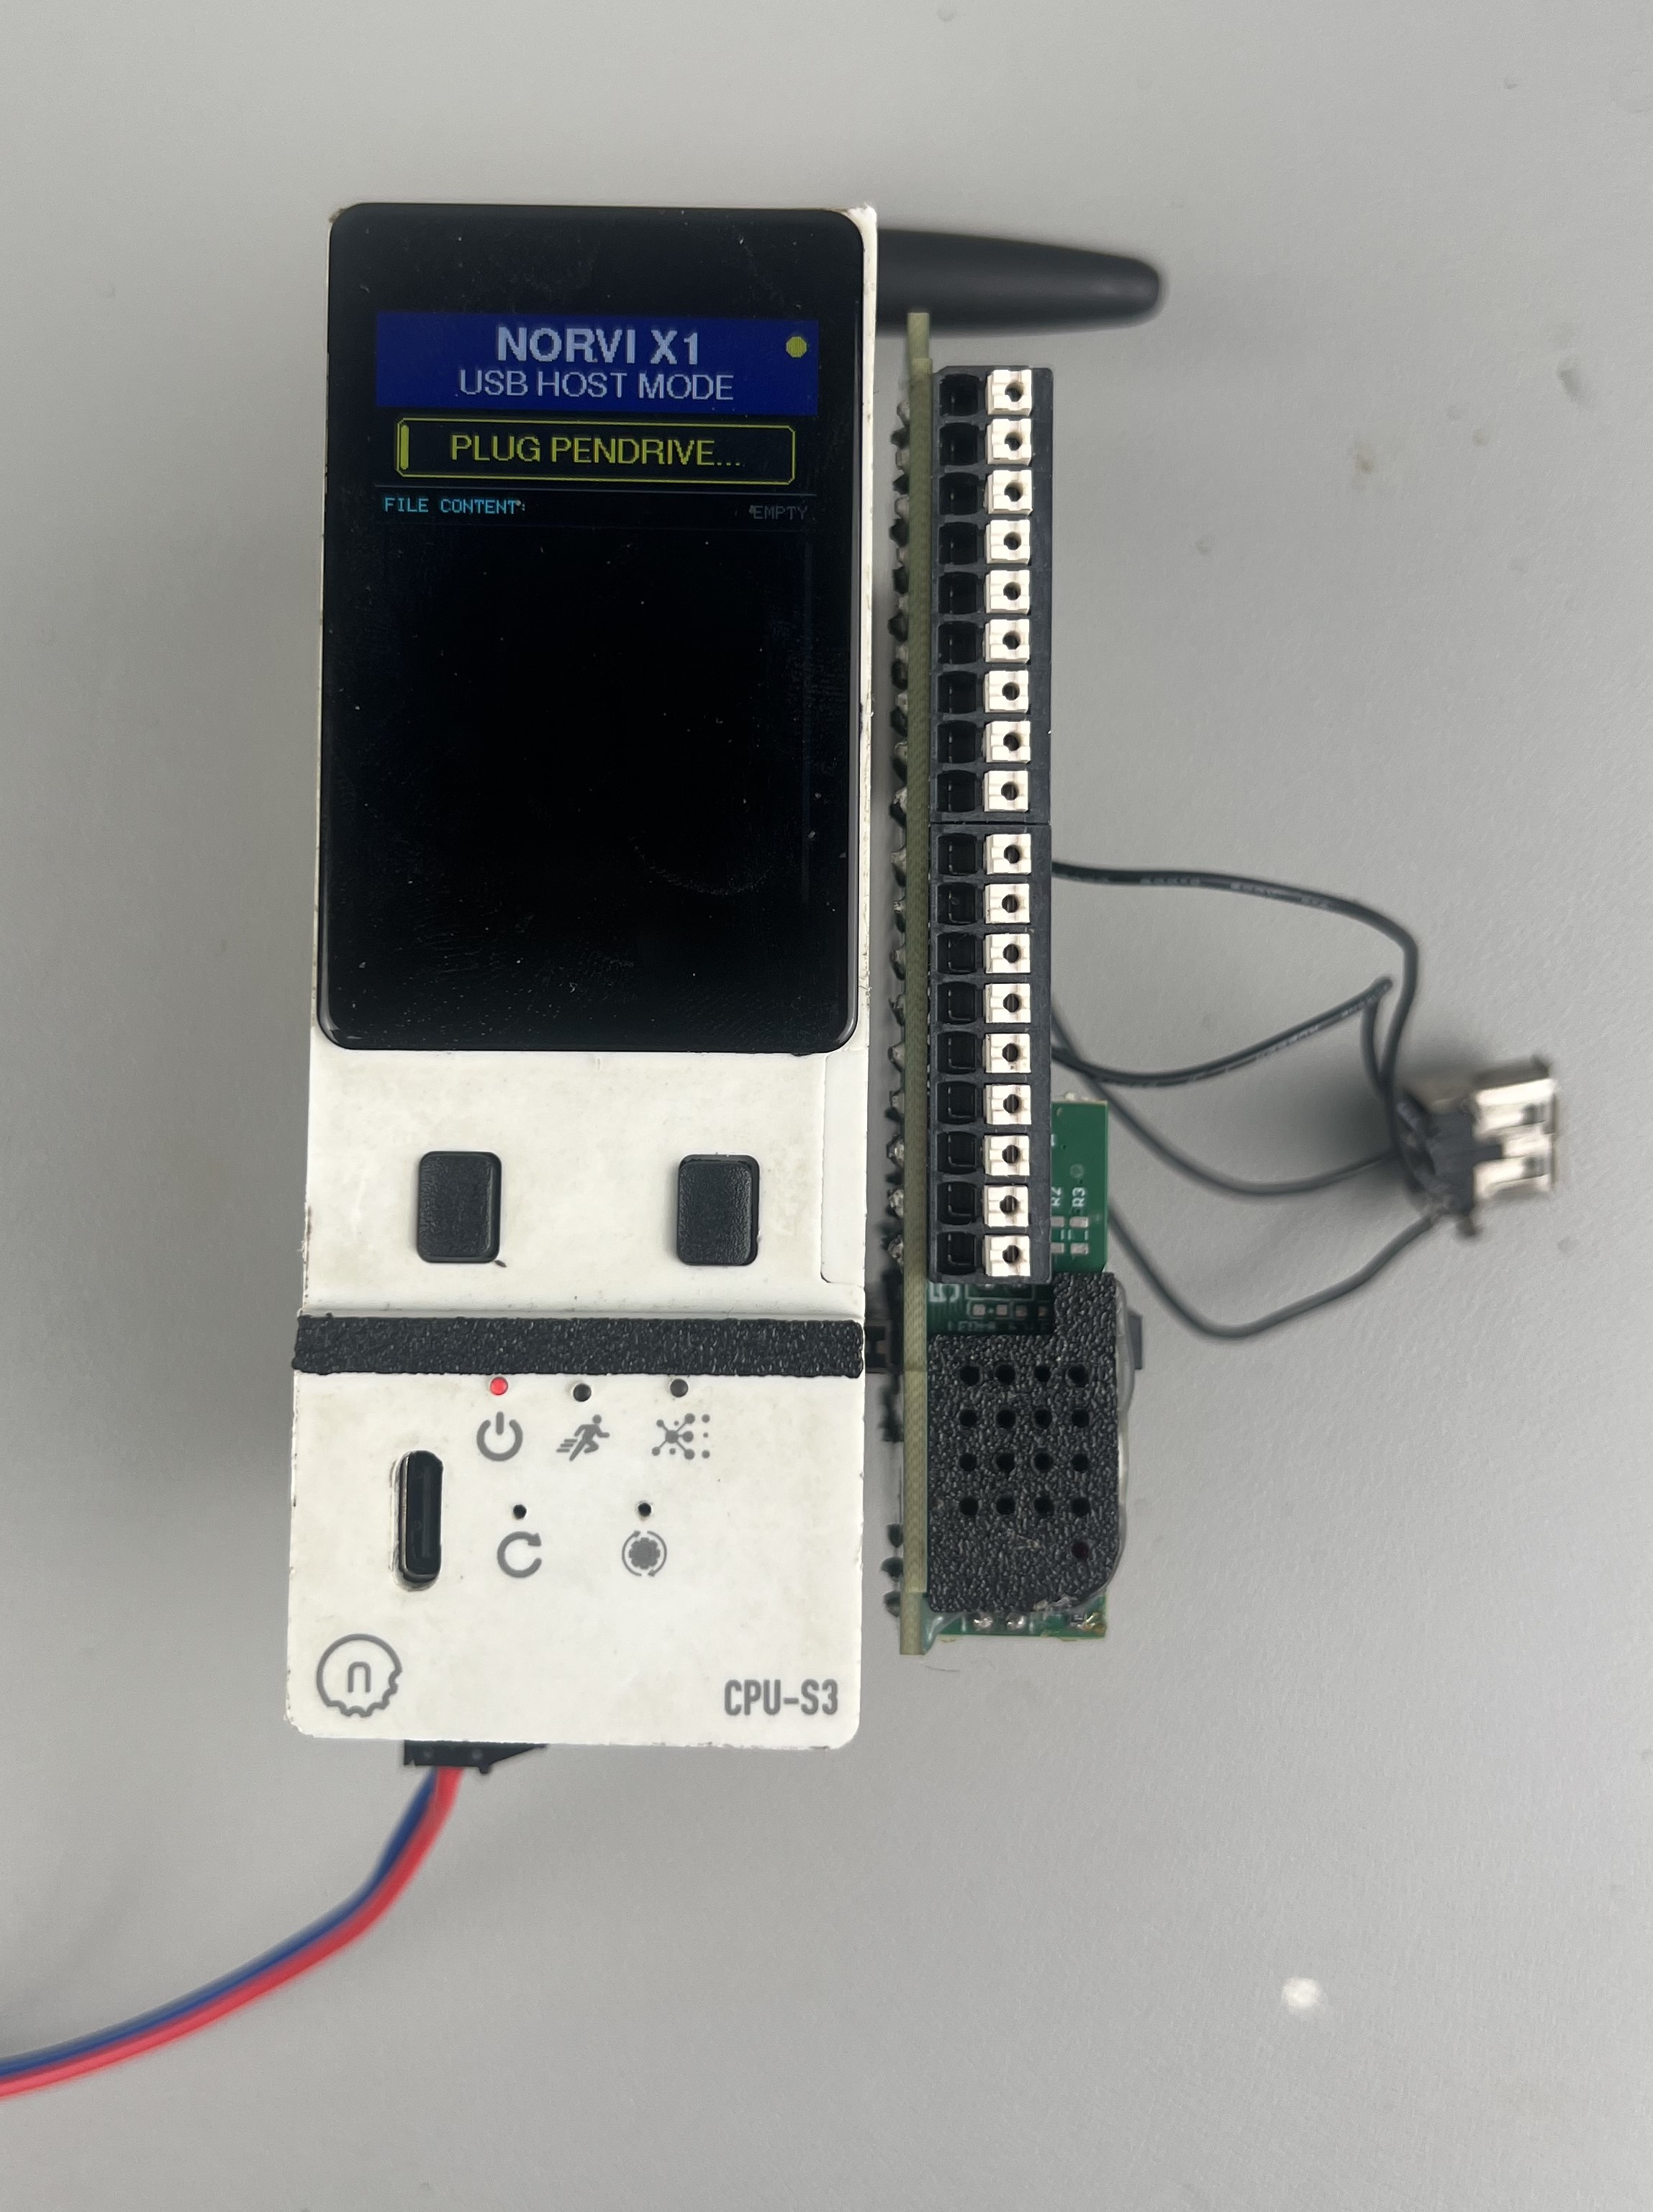 NORVI X1
USB HOST MODE
PLUG PENDRIVE...
FILE CONTENT:
EMPTY
R2
R3
n
CPU-S3